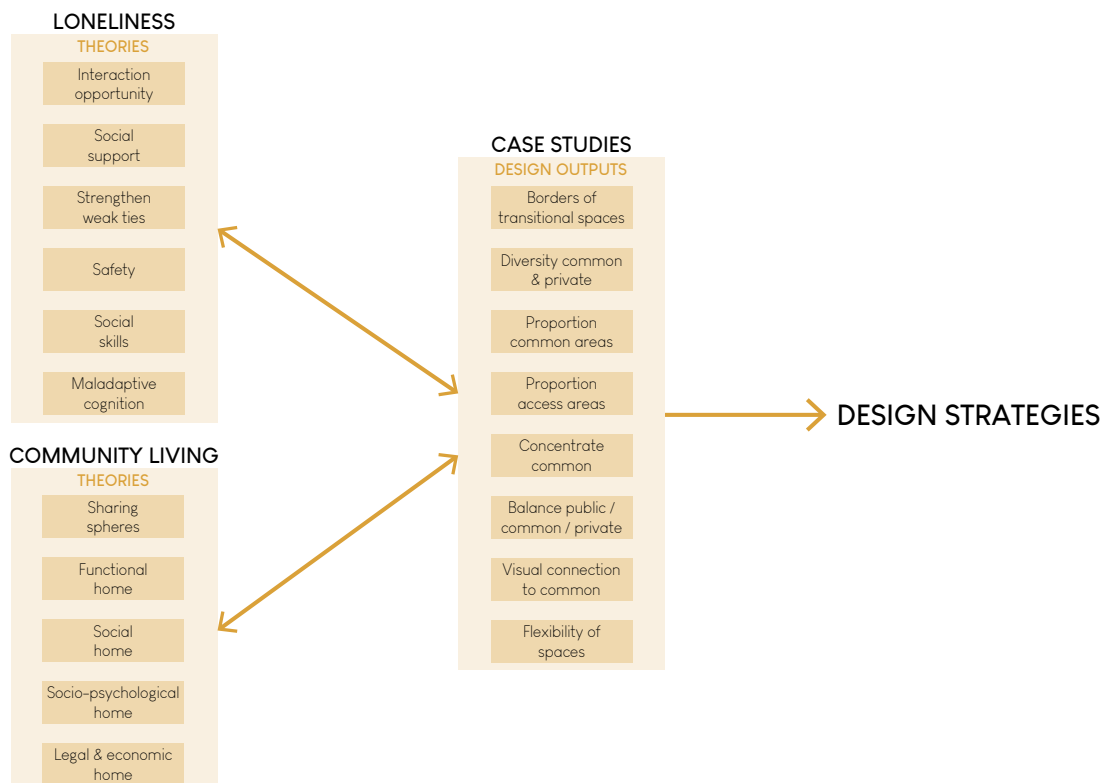 LONELINESS
THEORIES
Interaction
opportunity
Social
support
Strengthen
weak ties
Safety
Social
skills
Maladaptive
cognition
COMMUNITY LIVING
THEORIES
Sharing
spheres
Functional
home
Social
home
Socio-psychological
home
Legal & economic
home
CASE STUDIES
DESIGN OUTPUTS
Borders of
transitional spaces
Diversity common
& private
Proportion
common areas
Proportion
access areas
Concentrate
common
Balance public /
common / private
Visual connection
to common
Flexibility of
spaces
DESIGN STRATEGIES